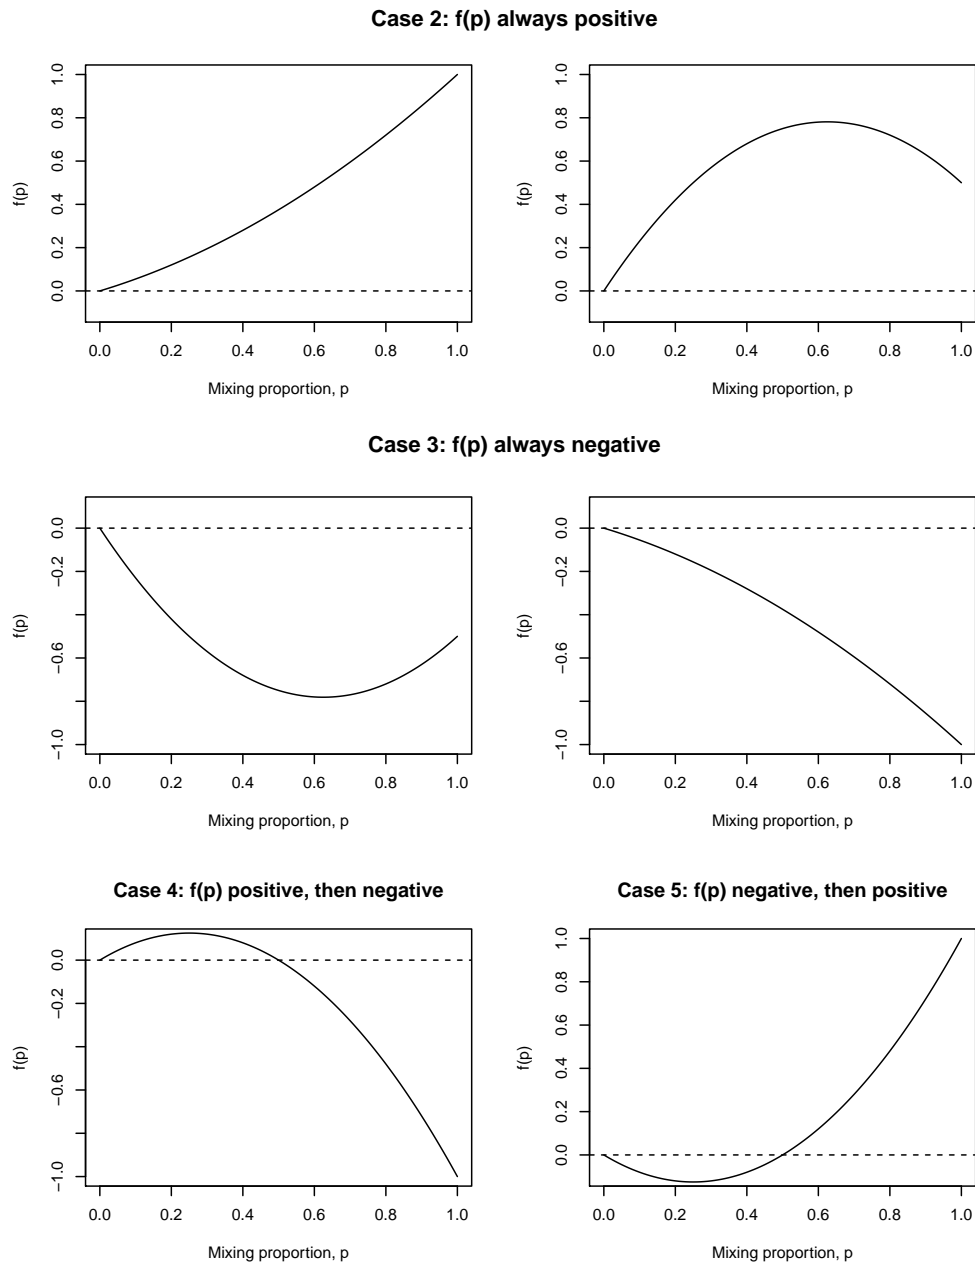 Case 2: f(p) always positive
f(p)
1.0
0.8
0.6
0.4
0.2
0.0
0.0 0.2 0.4 0.6 0.8 1.0
Mixing proportion, p
f(p)
1.0
0.8
0.6
0.4
0.2
0.0
0.0 0.2 0.4 0.6 0.8 1.0
Mixing proportion, p
Case 3: f(p) always negative
f(p)
0.0
−0.2
−0.6
−1.0
0.0 0.2 0.4 0.6 0.8 1.0
Mixing proportion, p
f(p)
0.0
−0.2
−0.6
−1.0
0.0 0.2 0.4 0.6 0.8 1.0
Mixing proportion, p
Case 4: f(p) positive, then negative
f(p)
0.0
−0.2
−0.6
−1.0
0.0 0.2 0.4 0.6 0.8 1.0
Mixing proportion, p
Case 5: f(p) negative, then positive
f(p)
1.0
0.8
0.6
0.4
0.2
0.0
0.0 0.2 0.4 0.6 0.8 1.0
Mixing proportion, p